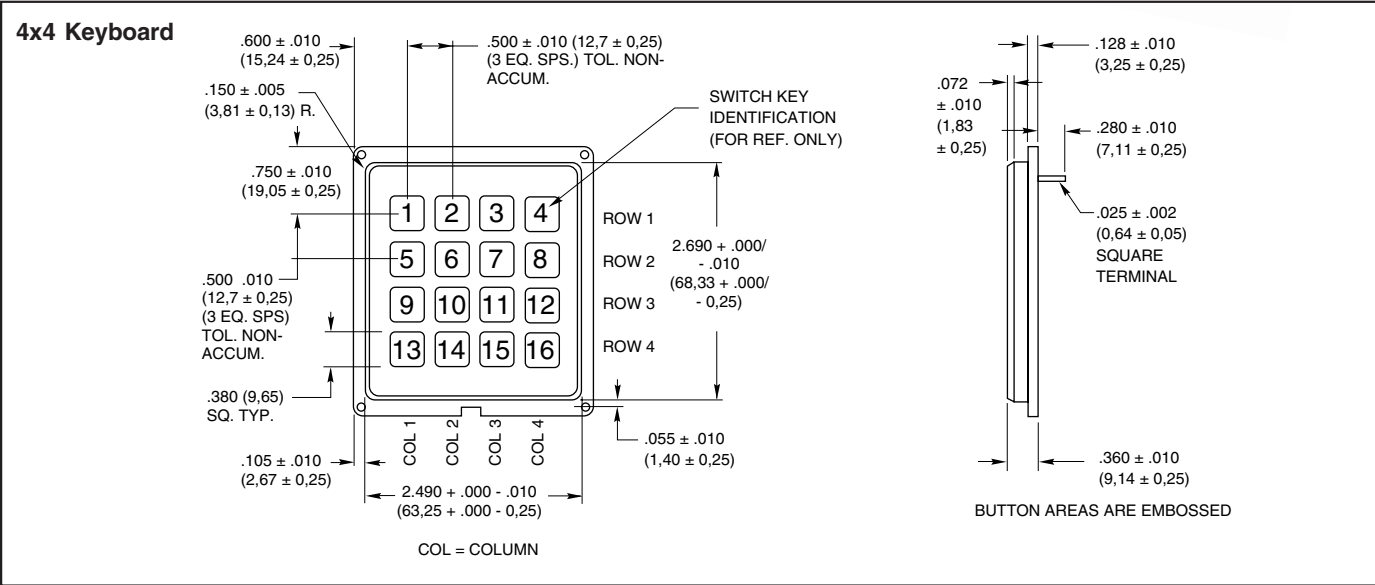 4x4 Keyboard
.600 ± .010
(15,24 ± 0,25)
.500 ± .010 (12,7 ± 0,25)
(3 EQ. SPS.) TOL. NON-
ACCUM.
.150 ± .005
(3,81 ± 0,13) R.
SWITCH KEY
IDENTIFICATION
(FOR REF. ONLY)
.750 ± .010
(19,05 ± 0,25)
1 2 3 4
ROW 1
5 6 7 8
ROW 2
9 10 11 12
ROW 3
13 14 15 16
ROW 4
2.690 + .000/
- .010
(68,33 + .000/
- 0,25)
.500 .010
(12,7 ± 0,25)
(3 EQ. SPS)
TOL. NON-
ACCUM.
.380 (9,65)
SQ. TYP.
COL 1
COL 2
COL 3
COL 4
.055 ± .010
(1,40 ± 0,25)
.105 ± .010
(2,67 ± 0,25)
2.490 + .000 - .010
(63,25 + .000 - 0,25)
COL = COLUMN
.128 ± .010
(3,25 ± 0,25)
.072
± .010
(1,83
± 0,25)
.280 ± .010
(7,11 ± 0,25)
.025 ± .002
(0,64 ± 0,05)
SQUARE
TERMINAL
.360 ± .010
(9,14 ± 0,25)
BUTTON AREAS ARE EMBOSSED